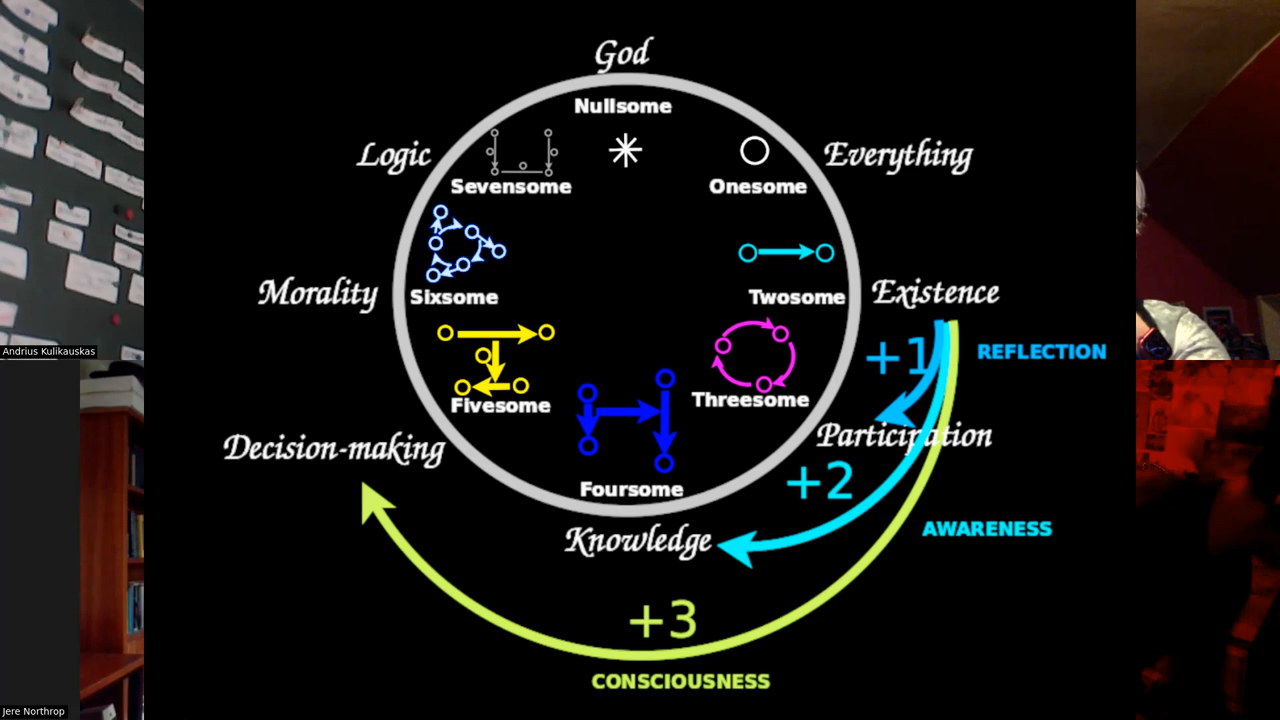 God
Nullsome
Logic
Everything
Sevensome
Onesome
Morality
Sixsome
Twosome
Existence
+1
REFLECTION
Andrius Kulikauskas
Fivesome
Threesome
Decision-making
Participation
+2
Foursome
AWARENESS
Knowledge
+3
CONSCIOUSNESS
Jere Northrop